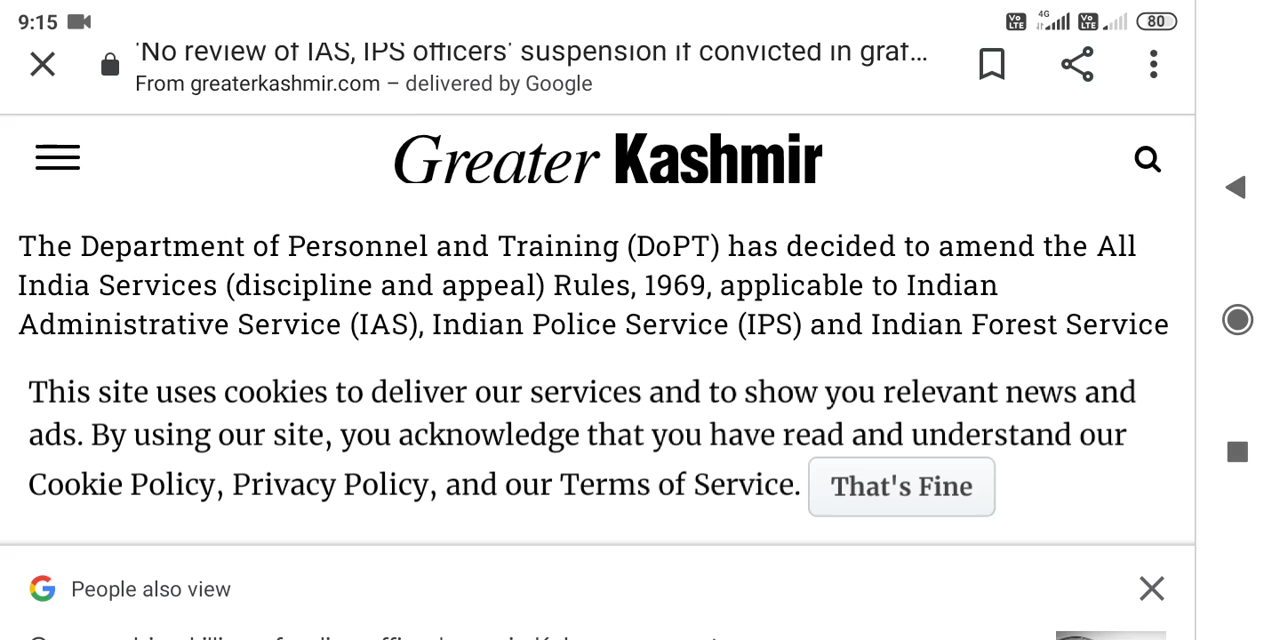 9:15
Vo LTE 4G Vo LTE 80
'No review of IAS, IPS officers' suspension if convicted in graf...
From greaterkashmir.com – delivered by Google
Greater Kashmir
The Department of Personnel and Training (DoPT) has decided to amend the All
India Services (discipline and appeal) Rules, 1969, applicable to Indian
Administrative Service (IAS), Indian Police Service (IPS) and Indian Forest Service
This site uses cookies to deliver our services and to show you relevant news and
ads. By using our site, you acknowledge that you have read and understand our
Cookie Policy, Privacy Policy, and our Terms of Service. That's Fine
People also view